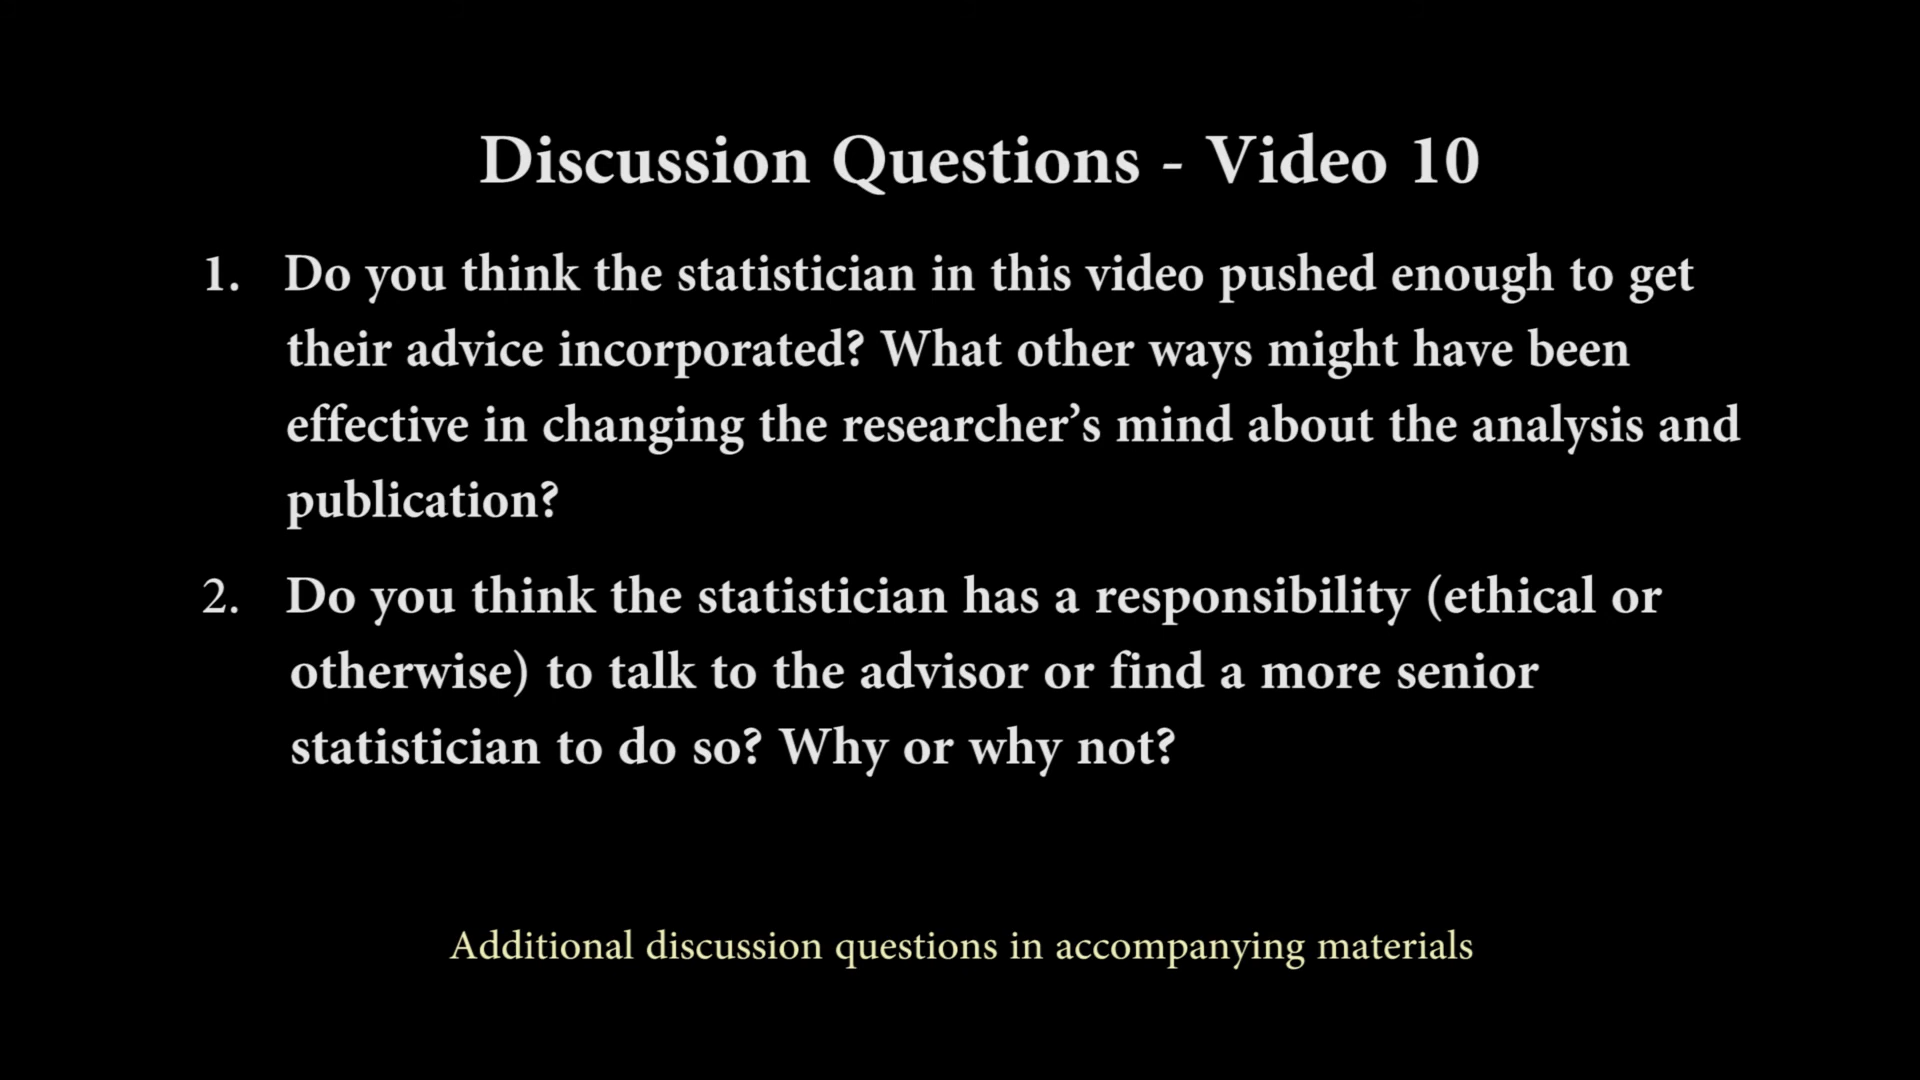 Discussion Questions - Video 10
1. Do you think the statistician in this video pushed enough to get
their advice incorporated? What other ways might have been
effective in changing the researcher’s mind about the analysis and
publication?
2. Do you think the statistician has a responsibility (ethical or
otherwise) to talk to the advisor or find a more senior
statistician to do so? Why or why not?
Additional discussion questions in accompanying materials